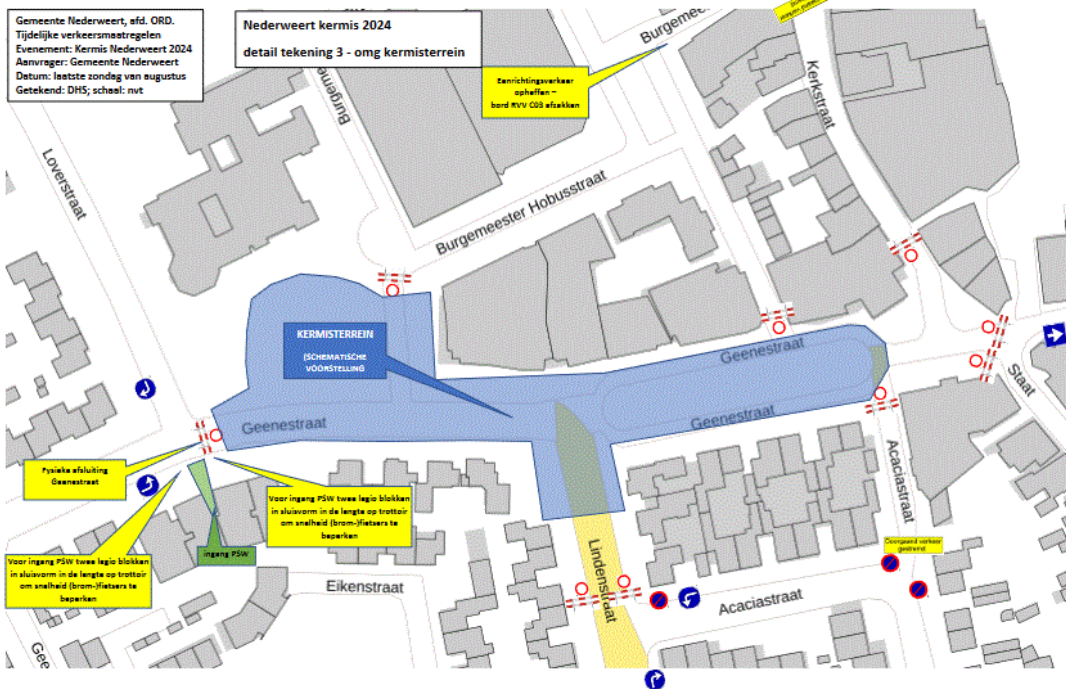 Gemeente Nederweert, afd. ORD.
Tijdelijke verkeersmaatregelen
Evenement: Kermis Nederweert 2024
Aanvrager: Gemeente Nederweert
Datum: laatste zondag van augustus
Getekend: DHS; schaal: nvt
Nederweert kermis 2024
detail tekening 3 - omg kermisterrein
Burgemee
Eenrichtingsverkeer
opheffen –
bord RVV C03 afzakken
Kerkstraat
Burgeme
Loverstraat
Burgemeester Hobusstraat
KERMISTERREIN
(SCHEMATISCHE
VOORSTELLING
Geenestraat
Geenestraat
Geenestraat
Staat
Fysieke afsluiting
Geenestraat
Voor ingang PSW twee legio blokken
in sluisvorm in de lengte op trottoir
om snelheid (brom-)fietsers te
beperken
Voor ingang PSW twee legio blokken
in sluisvorm in de lengte op trottoir
om snelheid (brom-)fietsers te
beperken
ingang PSW
Acaciastraat
Doorgaand verkeer
gestremd
Lindenstraat
Eikenstraat
Acaciastraat
Gee